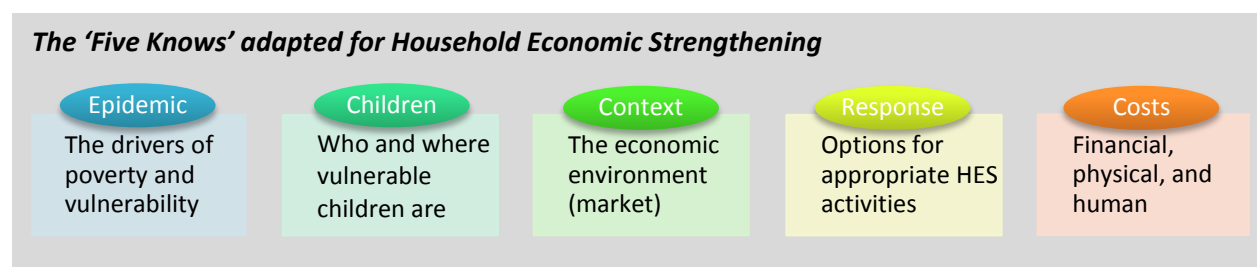 The ‘Five Knows’ adapted for Household Economic Strengthening
Epidemic
The drivers of
poverty and
vulnerability
Children
Who and where
vulnerable
children are
Context
The economic
environment
(market)
Response
Options for
appropriate HES
activities
Costs
Financial,
physical, and
human